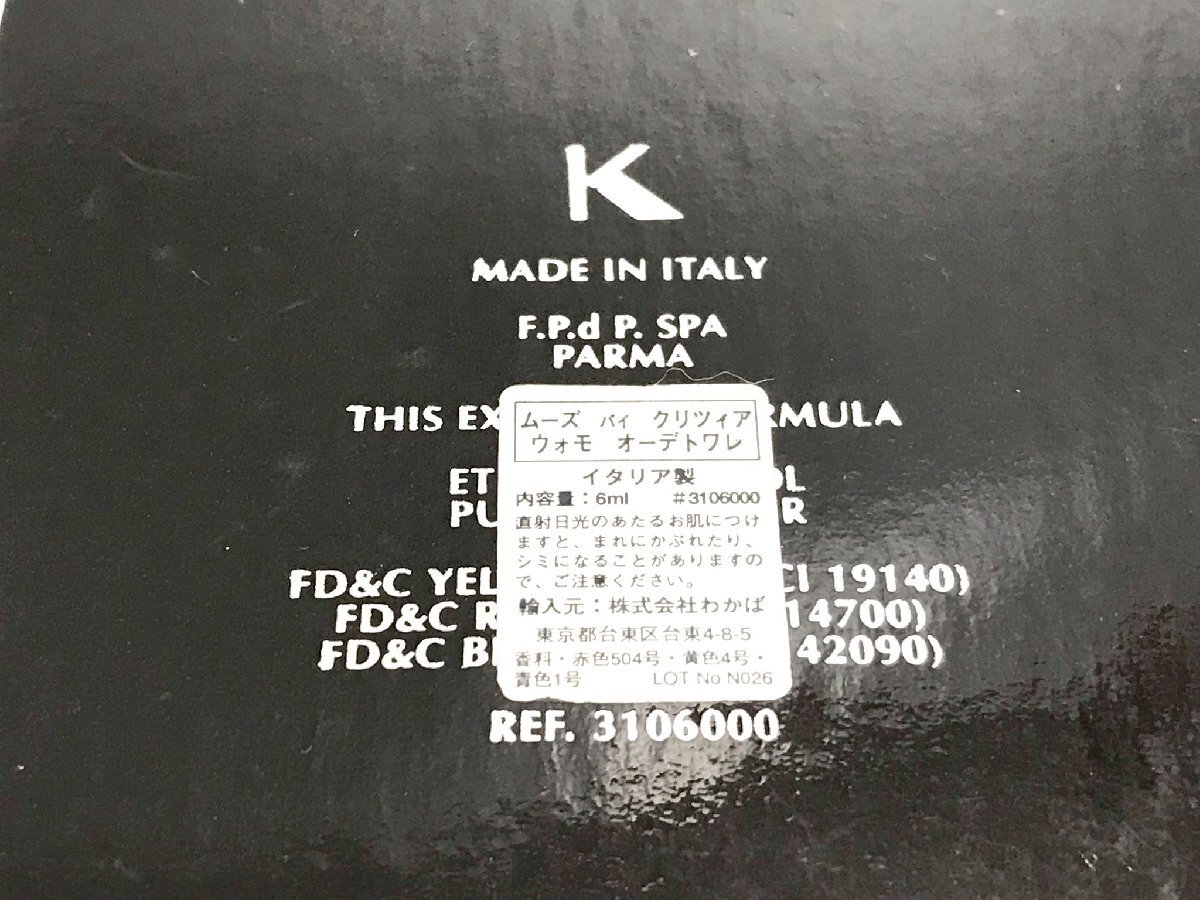 K
MADE IN ITALY
F.P.d P. SPA
PARMA
THIS EX RMULA
ET OL
PU R
FD&C YEL CI 19140)
FD&C R 14700)
FD&C BL 42090)
REF. 3106000
ムーズ バイ クリツィア
ウォモ オーデトワレ
イタリア製
内容量:6ml #3106000
直射日光のあたるお肌につけ
ますと、まれにかぶれたり、
シミになることがありますの
で、ご注意ください。
輸入元:株式会社わかば
東京都台東区台東4-8-5
香料・赤色504号・黄色4号・
青色1号 LOT No.N026